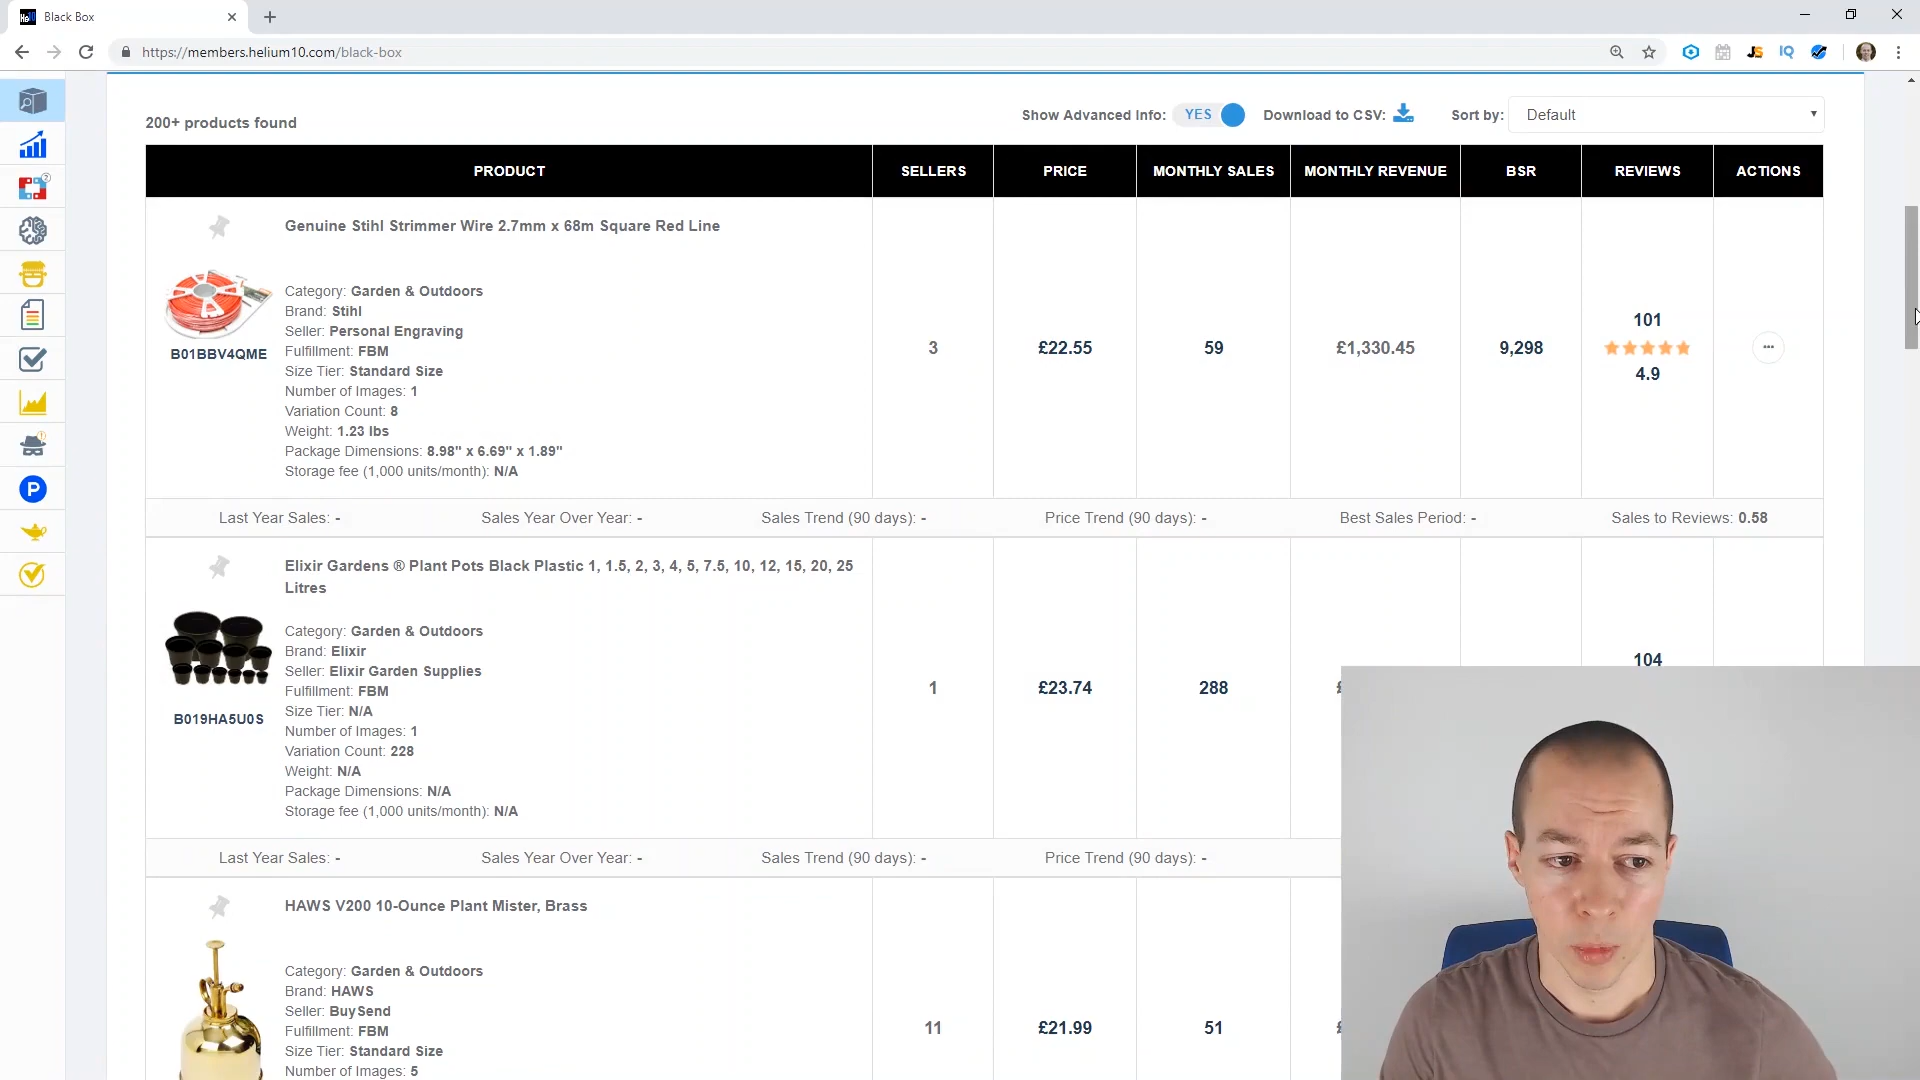 Black Box
https://members.helium10.com/black-box
JS
IQ
200+ products found
Show Advanced Info: YES
Download to CSV:
Sort by: Default
PRODUCT SELLERS PRICE MONTHLY SALES MONTHLY REVENUE BSR REVIEWS ACTIONS
Genuine Stihl Strimmer Wire 2.7mm x 68m Square Red Line
B01BBV4QME
Category: Garden & Outdoors
Brand: Stihl
Seller: Personal Engraving
Fulfillment: FBM
Size Tier: Standard Size
Number of Images: 1
Variation Count: 8
Weight: 1.23 lbs
Package Dimensions: 8.98" x 6.69" x 1.89"
Storage fee (1,000 units/month): N/A
3 £22.55 59 £1,330.45 9,298
101
4.9
Last Year Sales: - Sales Year Over Year: - Sales Trend (90 days): - Price Trend (90 days): - Best Sales Period: - Sales to Reviews: 0.58
Elixir Gardens ® Plant Pots Black Plastic 1, 1.5, 2, 3, 4, 5, 7.5, 10, 12, 15, 20, 25
Litres
B019HA5U0S
Category: Garden & Outdoors
Brand: Elixir
Seller: Elixir Garden Supplies
Fulfillment: FBM
Size Tier: N/A
Number of Images: 1
Variation Count: 228
Weight: N/A
Package Dimensions: N/A
Storage fee (1,000 units/month): N/A
1 £23.74 288
104
Last Year Sales: - Sales Year Over Year: - Sales Trend (90 days): - Price Trend (90 days): -
HAWS V200 10-Ounce Plant Mister, Brass
Category: Garden & Outdoors
Brand: HAWS
Seller: BuySend
Fulfillment: FBM
Size Tier: Standard Size
Number of Images: 5
11 £21.99 51
P